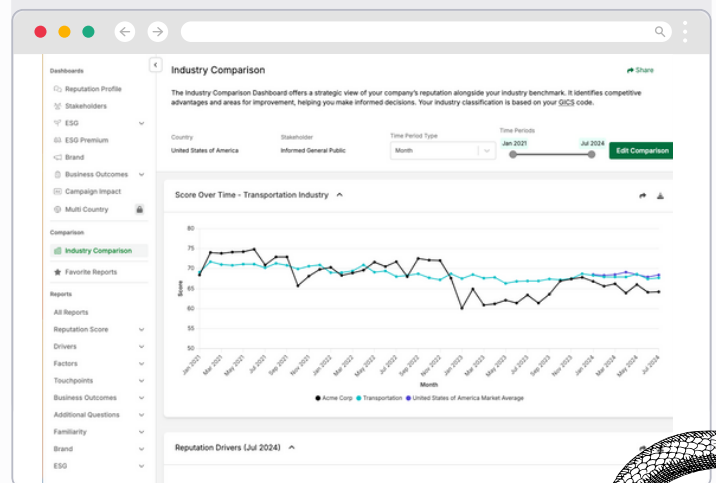 Dashboards
Reputation Profile
Stakeholders
ESG
ESG Premium
Brand
Business Outcomes
Campaign Impact
Multi Country
Comparison
Industry Comparison
Favorite Reports
Reports
All Reports
Reputation Score
Drivers
Factors
Touchpoints
Business Outcomes
Additional Questions
Familiarity
Brand
ESG
Industry Comparison
Share
The Industry Comparison Dashboard offers a strategic view of your company's reputation alongside your industry benchmark. It identifies competitive
advantages and areas for improvement, helping you make informed decisions. Your industry classification is based on your GICS code.
Country
United States of America
Stakeholder
Informed General Public
Time Period Type
Month
Time Periods
Jan 2021
Jul 2024
Edit Comparison
Score Over Time - Transportation Industry
80
75
70
65
60
55
50
Score
Jan 2021
Mar 2021
May 2021
Jul 2021
Sep 2021
Nov 2021
Jan 2022
Mar 2022
May 2022
Jul 2022
Sep 2022
Nov 2022
Jan 2023
Mar 2023
May 2023
Jul 2023
Sep 2023
Nov 2023
Jan 2024
Mar 2024
May 2024
Jul 2024
Month
Acme Corp
Transportation
United States of America Market Average
Reputation Drivers (Jul 2024)